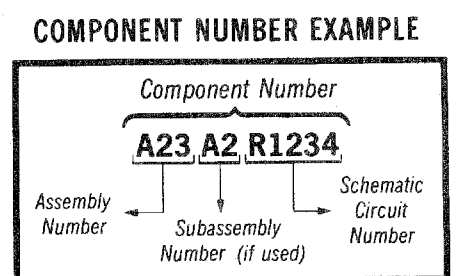 COMPONENT NUMBER EXAMPLE
Component Number
A23 A2 R1234
Assembly
Number
Subassembly
Number (if used)
Schematic
Circuit
Number